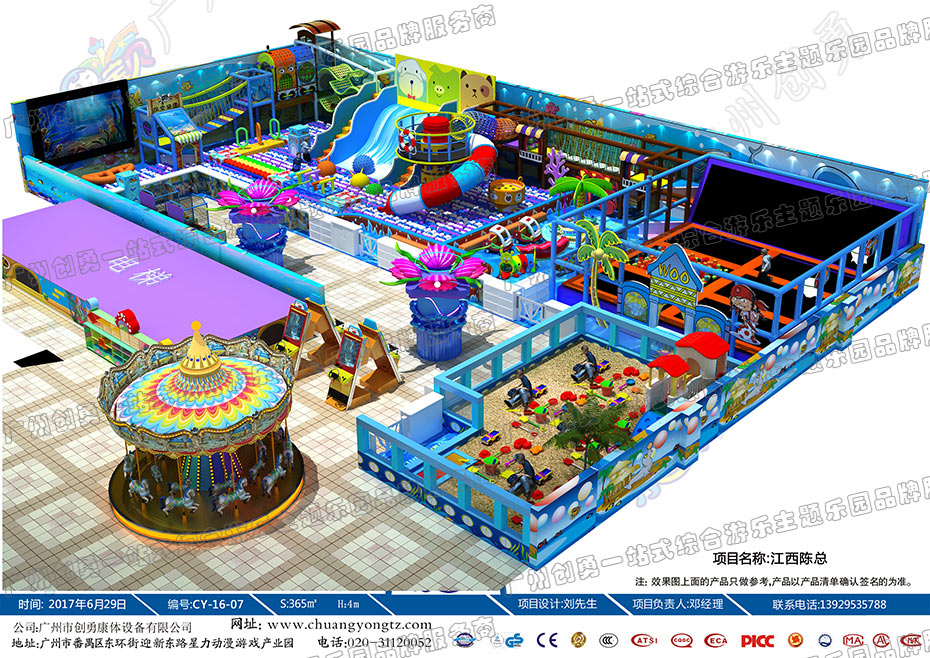 广州创勇一站式综合游乐主题乐园品牌服务商
WOO
项目名称:江西陈总
注: 效果图上面的产品只做参考,产品以产品清单确认签名的为准。
时间: 2017年6月29日 编号:CY-16-07 S:365㎡ H:4m 项目设计:刘先生 项目负责人:邓经理 联系电话:13929535788
公司:广州市创勇康体设备有限公司 网址: www.chuangyongtz.com
地址:广州市番禺区东环街迎新东路星力动漫游戏产业园 电话:020-31120052
CE CCC ATSI CQC ECA PICC MA CAL CNK